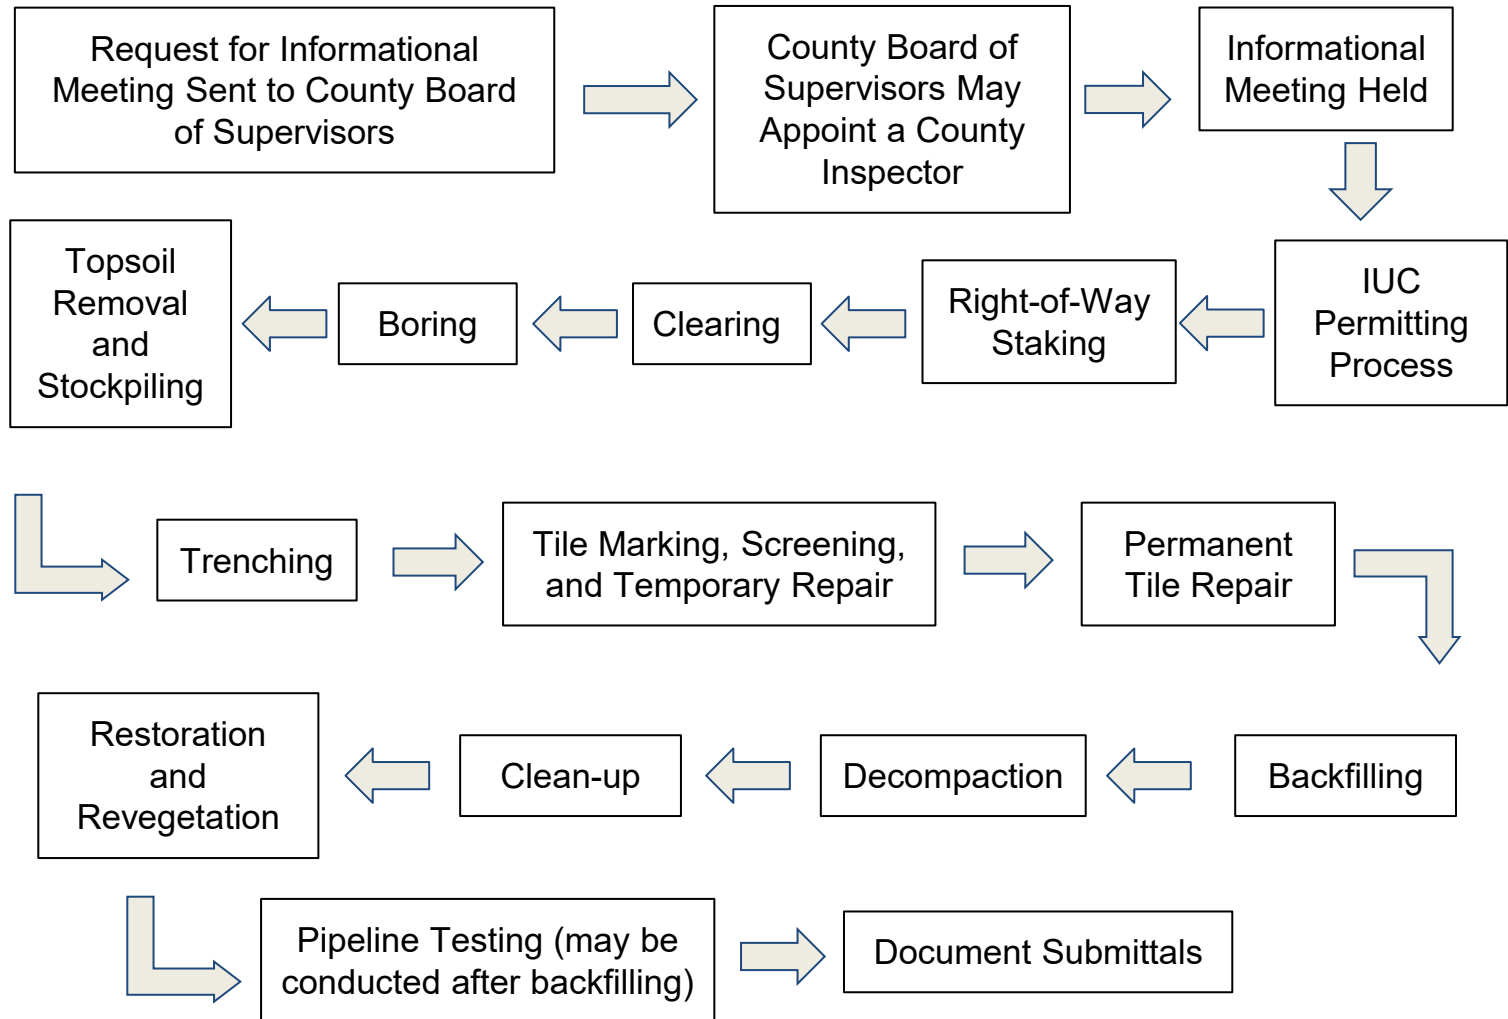 Request for Informational
Meeting Sent to County Board
of Supervisors
County Board of
Supervisors May
Appoint a County
Inspector
Informational
Meeting Held
IUC
Permitting
Process
Right-of-Way
Staking
Clearing
Boring
Topsoil
Removal
and
Stockpiling
Trenching
Tile Marking, Screening,
and Temporary Repair
Permanent
Tile Repair
Backfilling
Decompaction
Clean-up
Restoration
and
Revegetation
Pipeline Testing (may be
conducted after backfilling)
Document Submittals